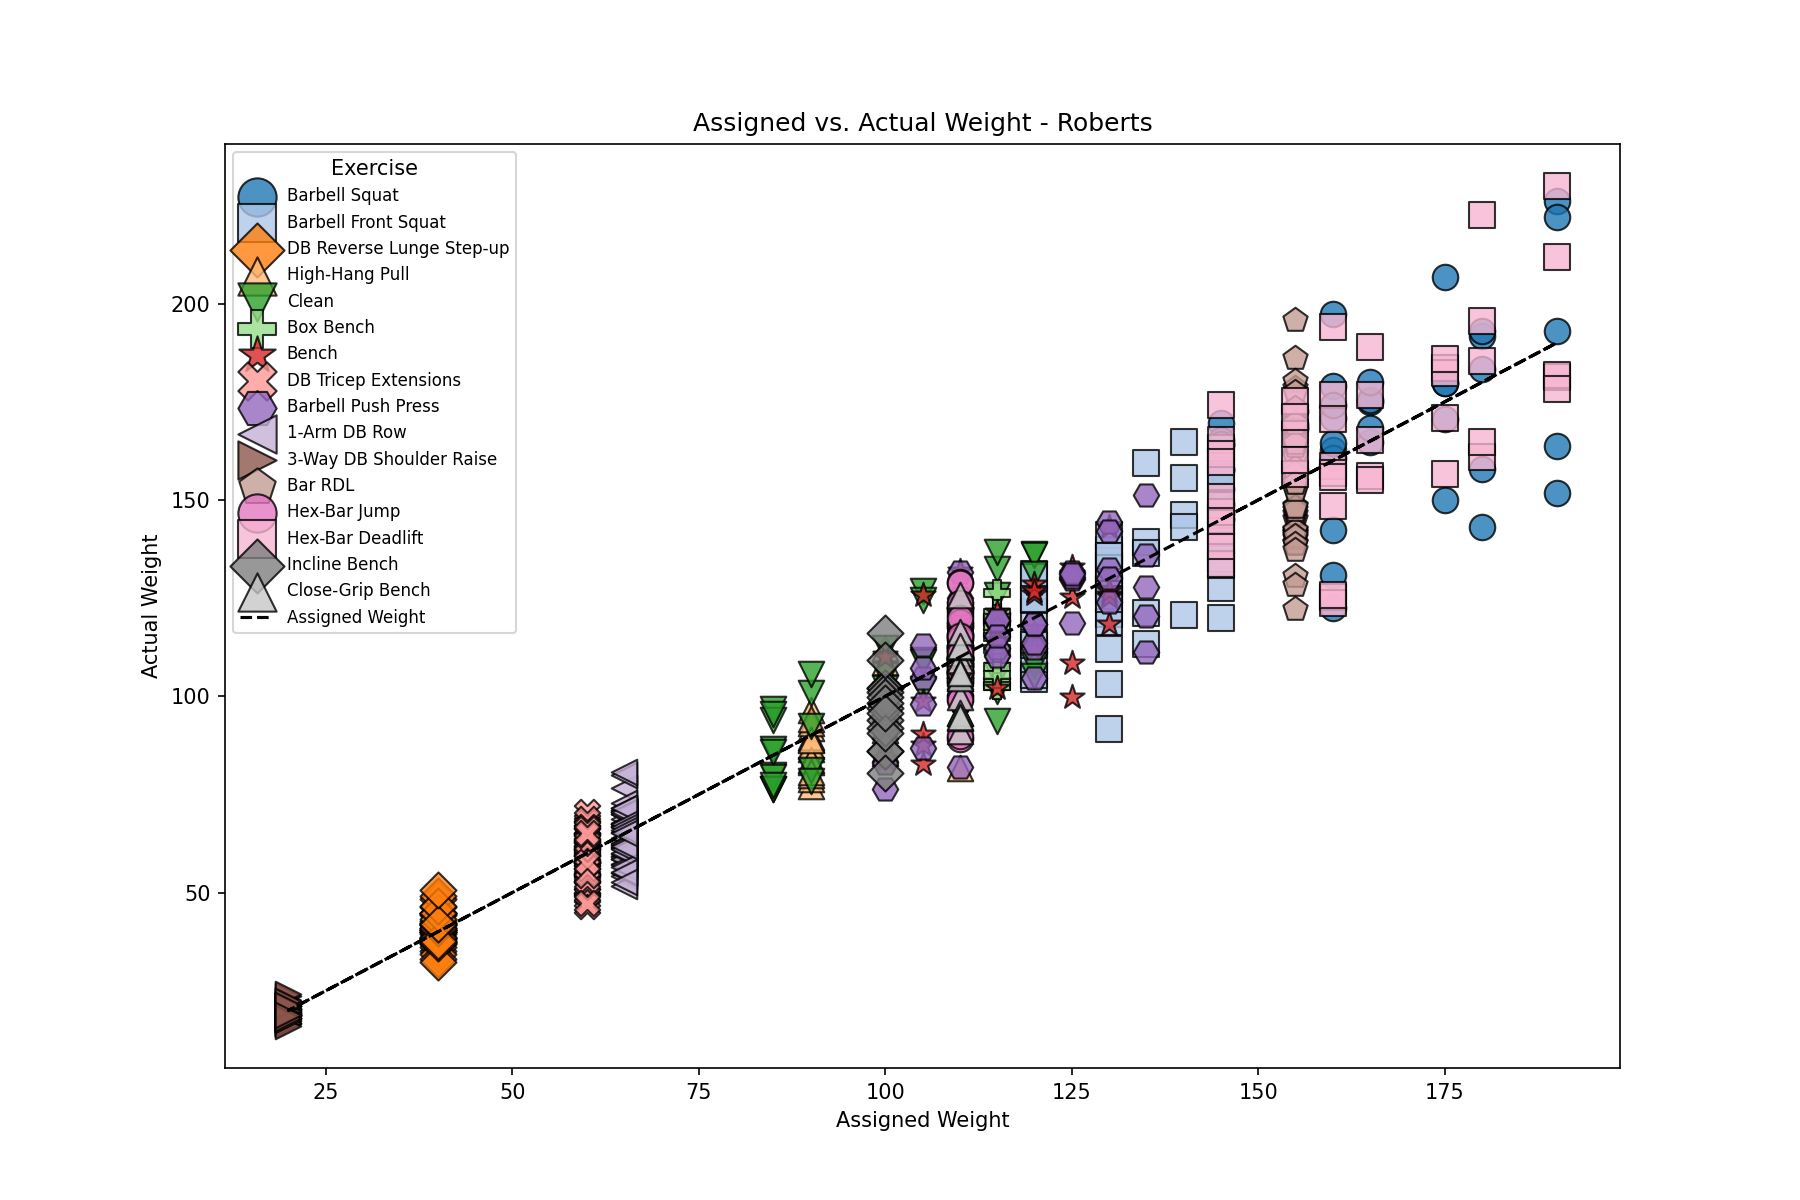 Assigned vs. Actual Weight - Roberts
Exercise
Barbell Squat
Barbell Front Squat
DB Reverse Lunge Step-up
High-Hang Pull
Clean
Box Bench
Bench
DB Tricep Extensions
Barbell Push Press
1-Arm DB Row
3-Way DB Shoulder Raise
Bar RDL
Hex-Bar Jump
Hex-Bar Deadlift
Incline Bench
Close-Grip Bench
Assigned Weight
Actual Weight
200
150
100
50
25 50 75 100 125 150 175
Assigned Weight